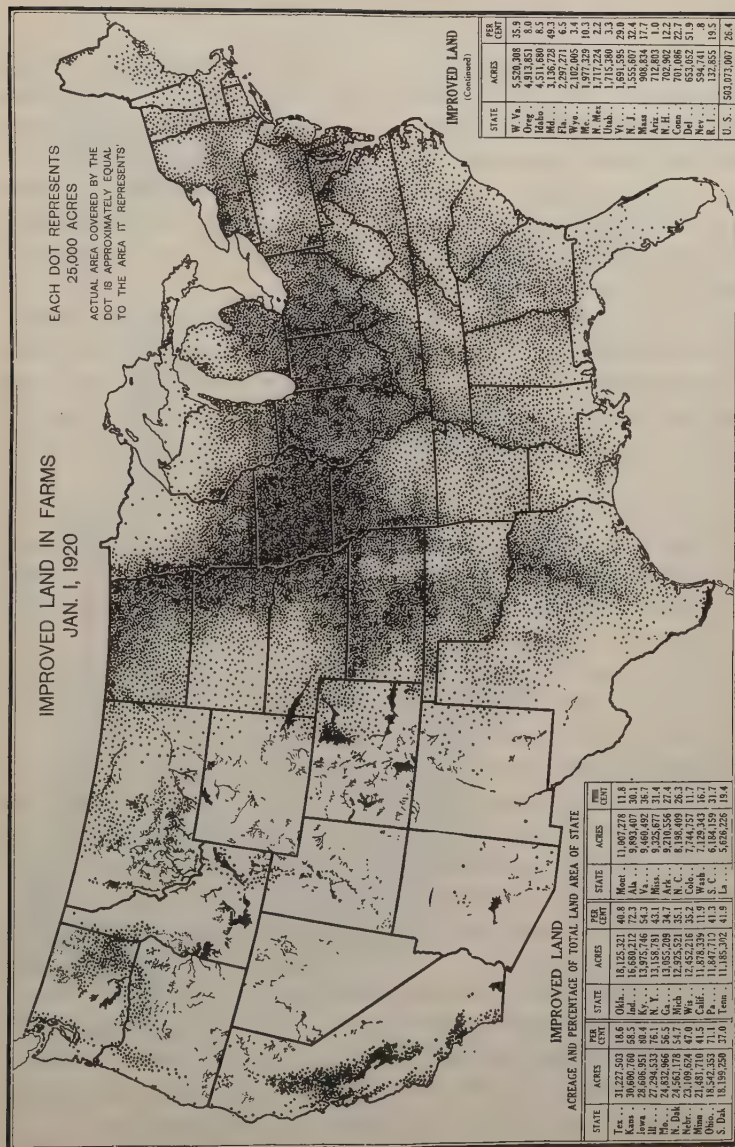 IMPROVED LAND IN FARMS
JAN. 1, 1920
EACH DOT REPRESENTS
25,000 ACRES
ACTUAL AREA COVERED BY THE
DOT IS APPROXIMATELY EQUAL
TO THE AREA IT REPRESENTS
IMPROVED LAND
ACREAGE AND PERCENTAGE OF TOTAL LAND AREA OF STATE
STATE ACRES PER CENT STATE ACRES PER CENT STATE ACRES PER CENT
Tex.. 31,227,503 18.6 Okla. 18,125,321 40.8 Mont. 11,007,278 11.8
Kans. 30,600,760 58.5 Ind.. 16,680,212 72.3 Ala.. 9,893,407 30.1
Iowa 28,606,951 80.4 Ky... 13,975,746 54.3 Va... 9,460,492 36.7
Ill... 27,294,533 76.1 N. Y.. 13,158,781 43.1 Miss. 9,325,677 31.4
Mo... 24,832,966 56.5 Ga... 13,055,209 34.7 Ark.. 9,210,556 27.4
N. Dak 24,563,178 54.7 Mich 12,925,521 35.1 N. C.. 8,198,409 26.3
Nebr. 23,109,624 47.0 Wis.. 12,452,216 35.2 Colo. 7,744,757 11.7
Minn 21,481,710 41.5 Calif. 11,878,339 11.9 Wash. 7,129,343 16.7
Ohio. 18,542,353 71.1 Pa... 11,847,719 41.3 S. C.. 6,184,159 31.7
S. Dak 18,199,250 37.0 Tenn. 11,185,302 41.9 La... 5,626,226 19.4
IMPROVED LAND
(Continued)
STATE ACRES PER CENT
W. Va. 5,520,308 35.9
Oreg 4,913,851 8.0
Idaho. 4,511,680 8.5
Md... 3,136,728 49.3
Fla... 2,297,271 6.5
Wyo.. 2,102,005 3.4
Me... 1,977,329 10.3
N. Mex 1,717,224 2.2
Utah. 1,715,380 3.3
Vt... 1,691,595 29.0
N. J.. 1,555,607 32.4
Mass 908,834 17.7
Ariz.. 712,803 1.0
N. H.. 702,902 12.2
Conn 701,086 22.7
Del.. 653,052 51.9
Nev.. 594,741 .8
R. I.. 132,855 19.5
U. S.. 503,073,007 26.4